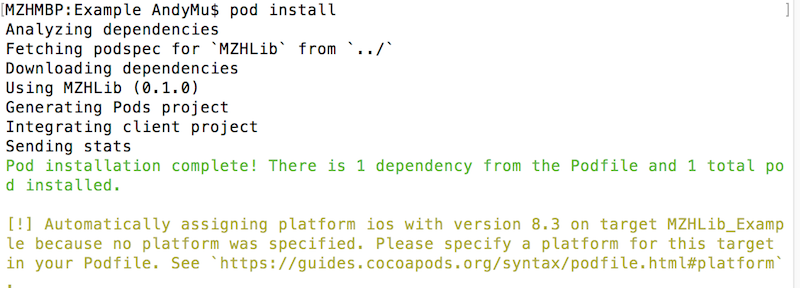 [MZHMBP:Example AndyMu$ pod install ]
Analyzing dependencies
Fetching podspec for `MZHLib` from `../`
Downloading dependencies
Using MZHLib (0.1.0)
Generating Pods project
Integrating client project
Sending stats
Pod installation complete! There is 1 dependency from the Podfile and 1 total po
d installed.
[!] Automatically assigning platform ios with version 8.3 on target MZHLib_Examp
le because no platform was specified. Please specify a platform for this target
in your Podfile. See `https://guides.cocoapods.org/syntax/podfile.html#platform`
.